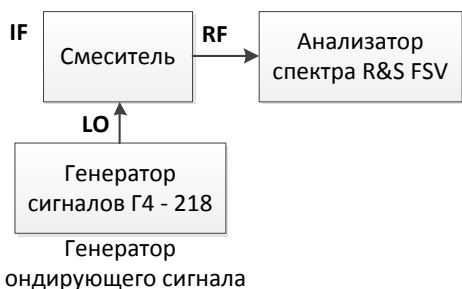 IF
Смеситель
RF
Анализатор
спектра R&S FSV
LO
Генератор
сигналов Г4 - 218
Генератор
ондирующего сигнала